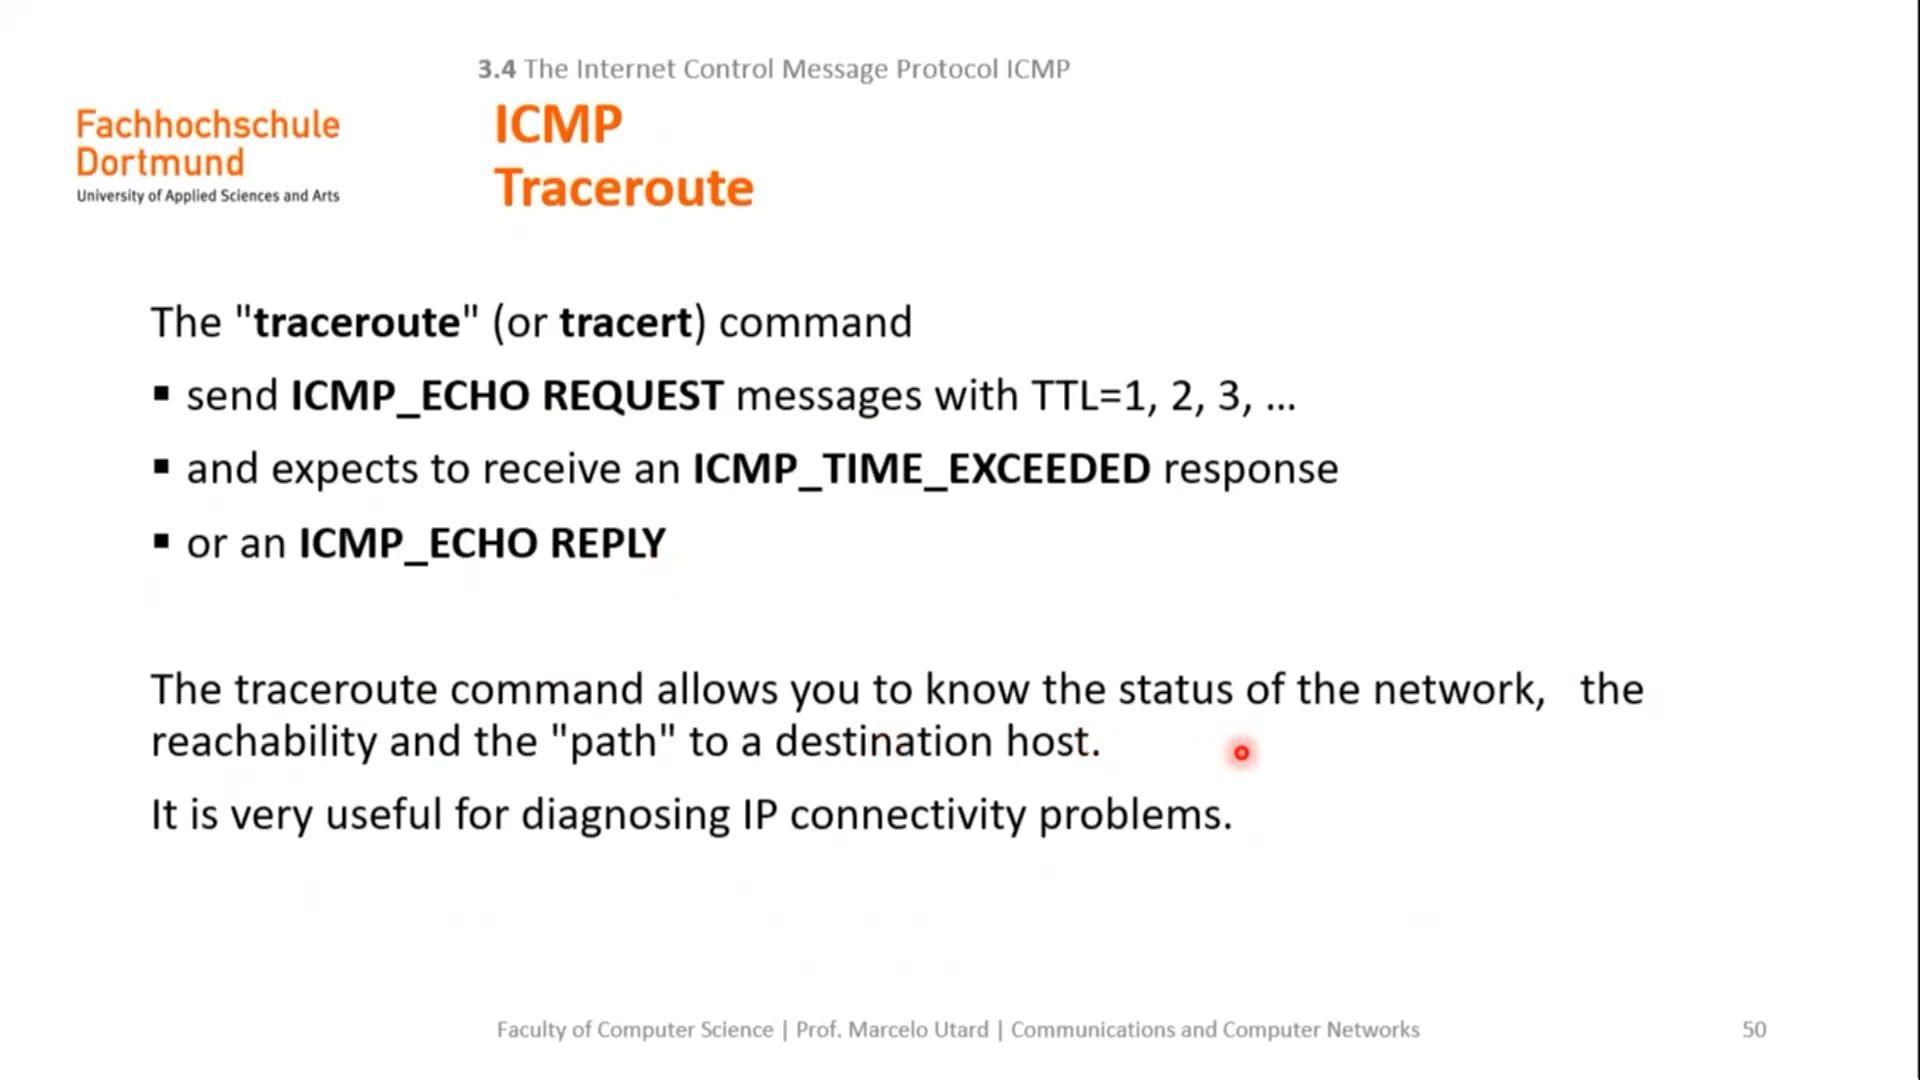 3.4 The Internet Control Message Protocol ICMP
Fachhochschule
Dortmund
University of Applied Sciences and Arts
ICMP
Traceroute
The "traceroute" (or tracert) command
▪ send ICMP_ECHO REQUEST messages with TTL=1, 2, 3, ...
▪ and expects to receive an ICMP_TIME_EXCEEDED response
▪ or an ICMP_ECHO REPLY
The traceroute command allows you to know the status of the network, the
reachability and the "path" to a destination host.
It is very useful for diagnosing IP connectivity problems.
Faculty of Computer Science | Prof. Marcelo Utard | Communications and Computer Networks
50